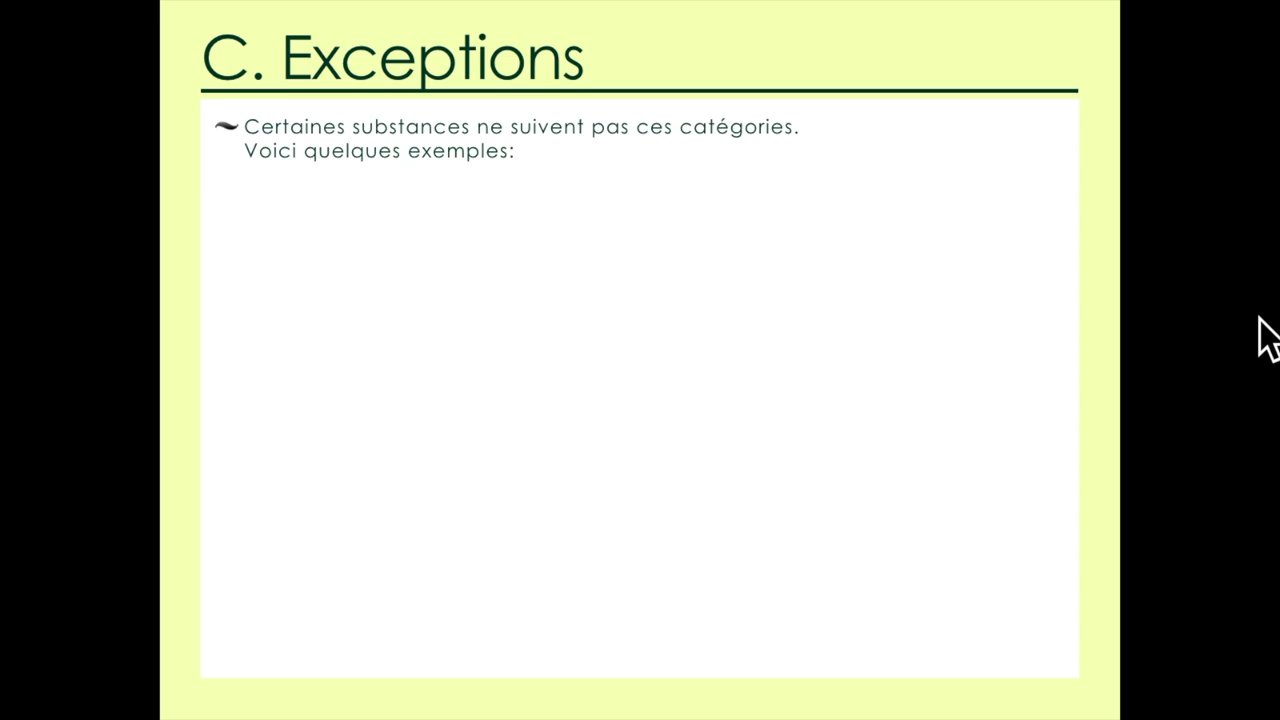 C. Exceptions
Certaines substances ne suivent pas ces catégories.
Voici quelques exemples: